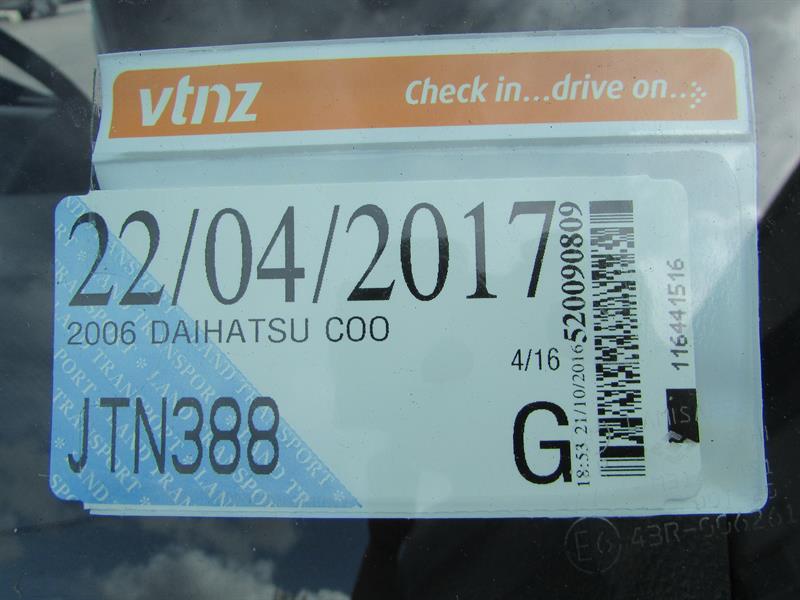 vtnz
Check in...drive on...
22/04/2017
2006 DAIHATSU COO
4/16
JTN388
G
18:53 21/10/2016 520090809
116441516
LAND TRANSPORT
E6
43R-006261